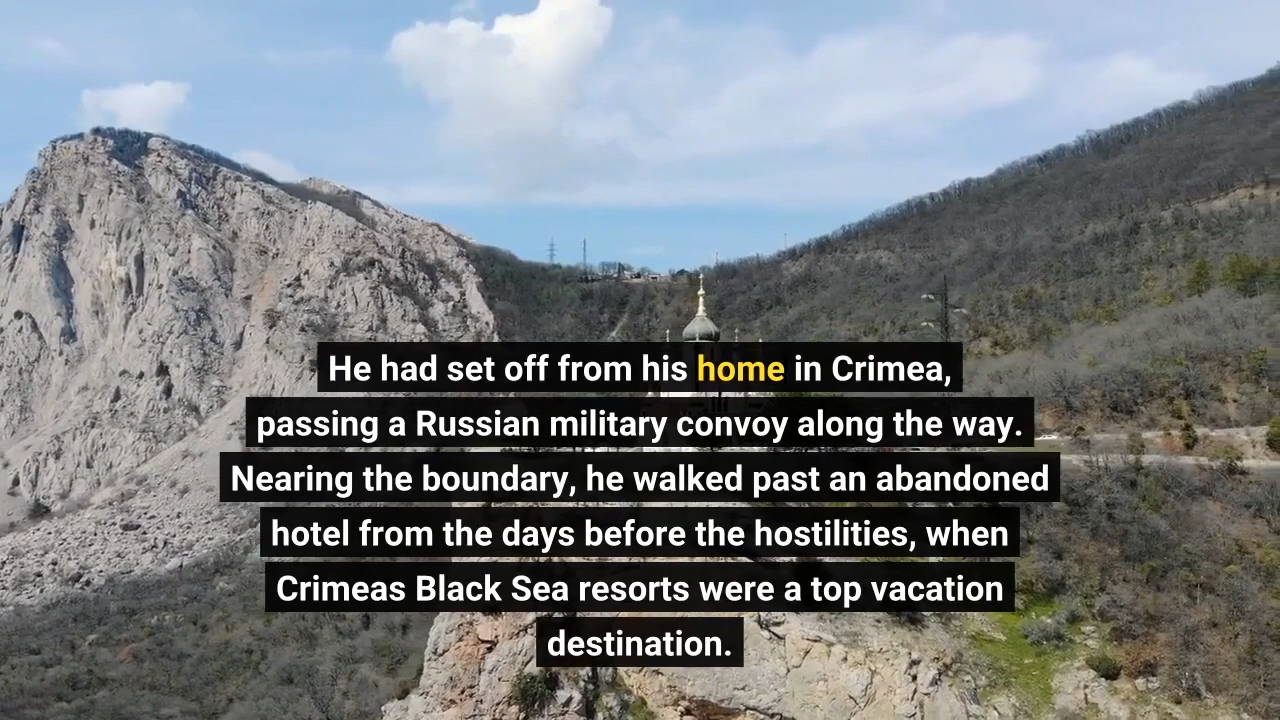 He had set off from his home in Crimea,
passing a Russian military convoy along the way.
Nearing the boundary, he walked past an abandoned
hotel from the days before the hostilities, when
Crimeas Black Sea resorts were a top vacation
destination.